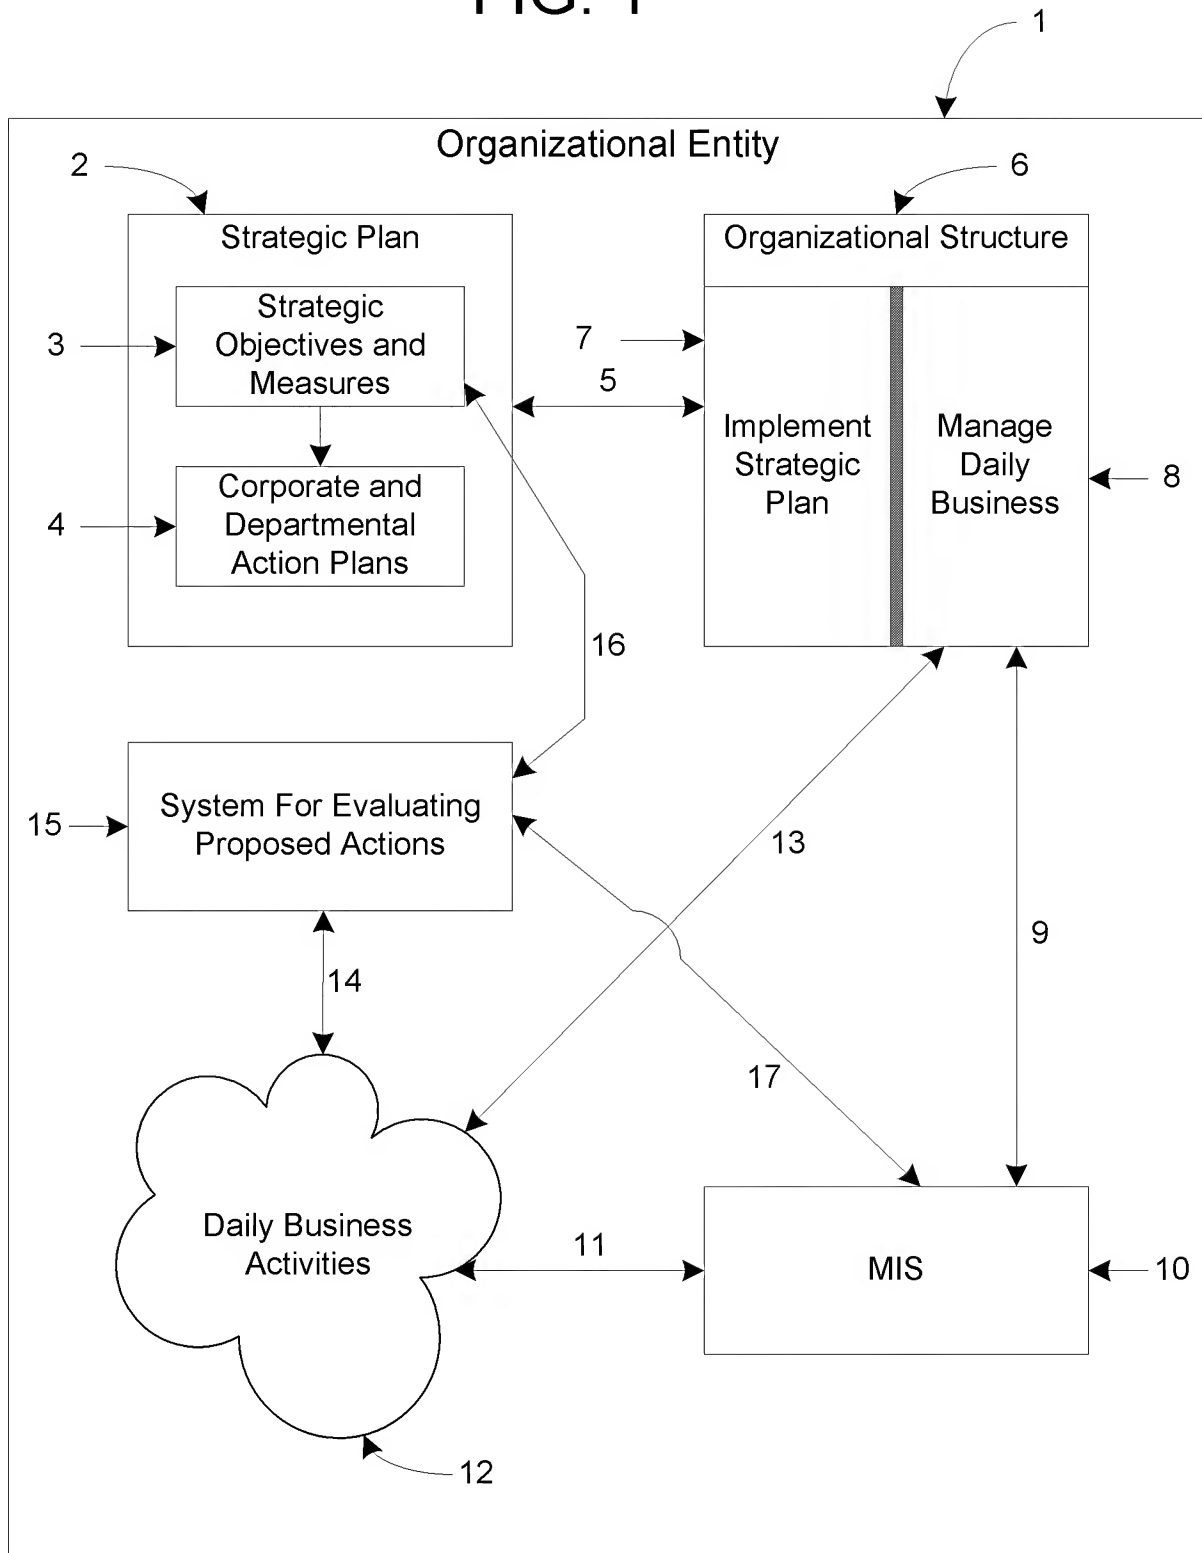 1
Organizational Entity
2
6
Strategic Plan
Organizational Structure
Strategic
Objectives and
Measures
3
7
5
Implement
Strategic
Plan
Manage
Daily
Business
8
Corporate and
Departmental
Action Plans
4
16
System For Evaluating
Proposed Actions
15
13
9
14
17
Daily Business
Activities
11
MIS
10
12